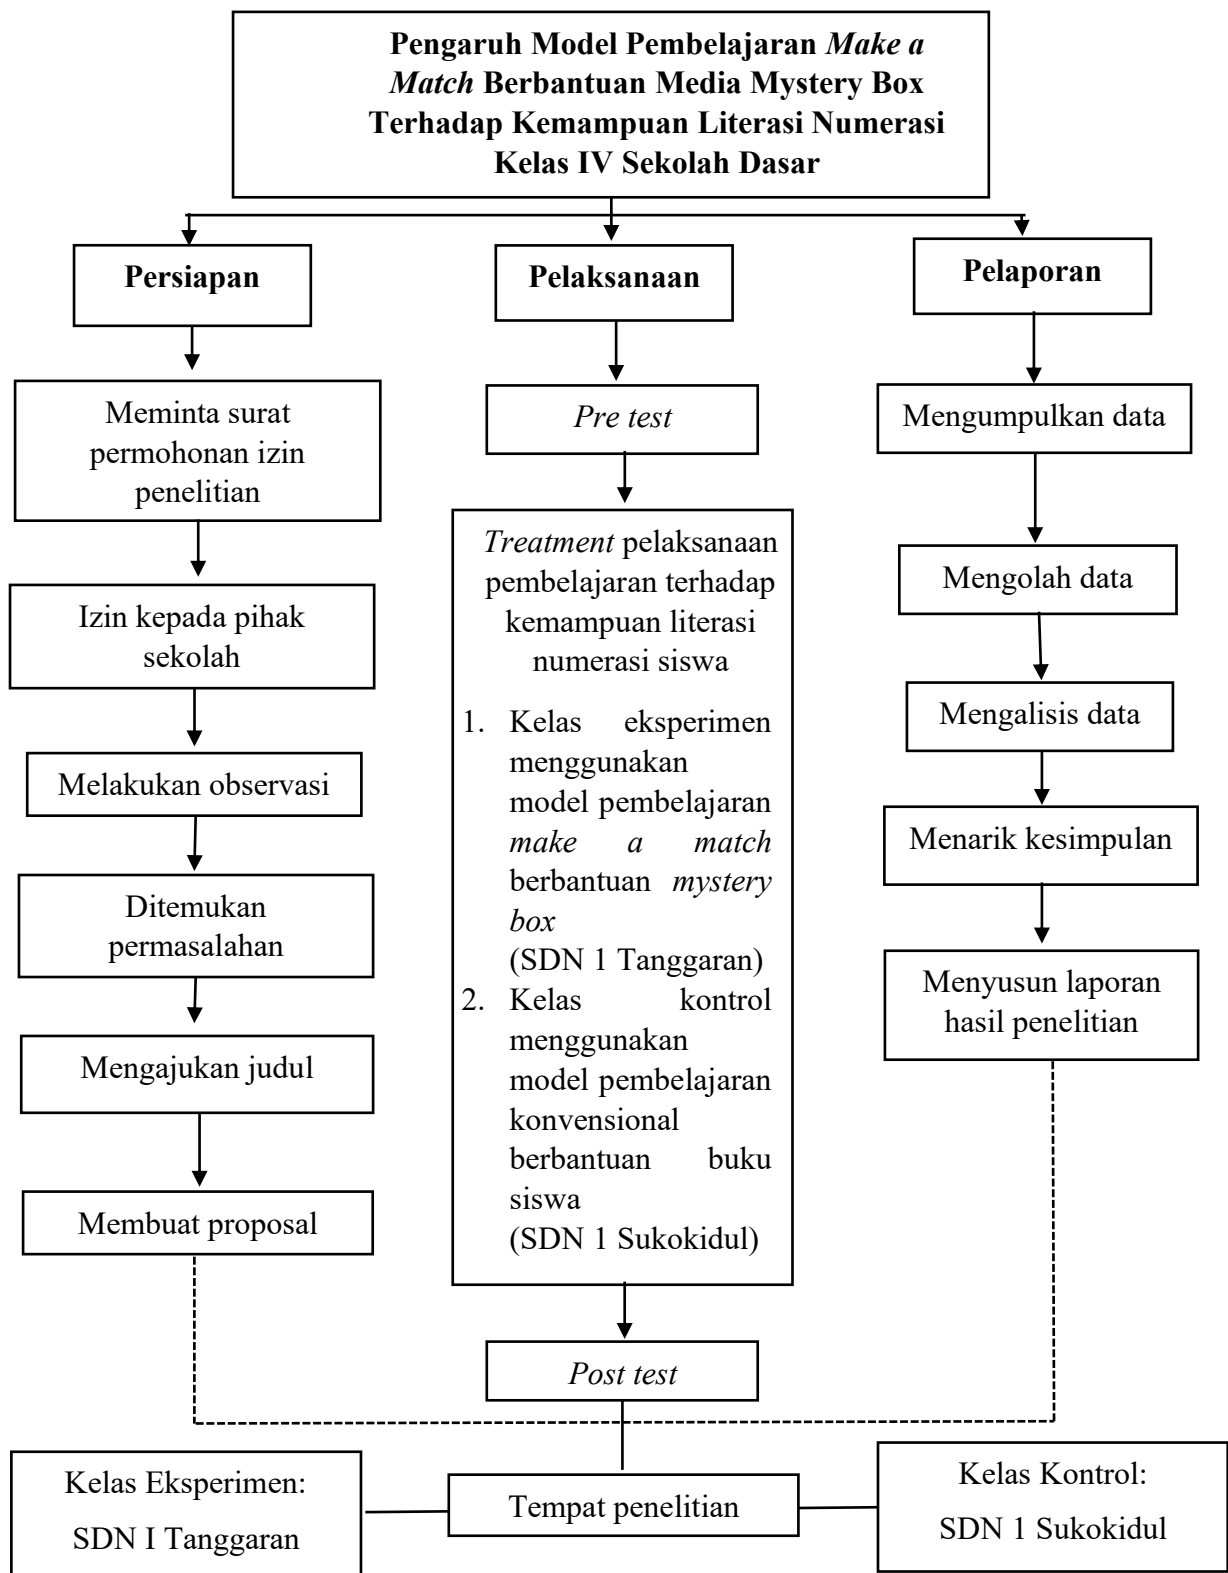 Pengaruh Model Pembelajaran Make a
Match Berbantuan Media Mystery Box
Terhadap Kemampuan Literasi Numerasi
Kelas IV Sekolah Dasar
Persiapan
Meminta surat
permohonan izin
penelitian
Izin kepada pihak
sekolah
Melakukan observasi
Ditemukan
permasalahan
Mengajukan judul
Membuat proposal
Pelaksanaan
Pre test
Treatment pelaksanaan
pembelajaran terhadap
kemampuan literasi
numerasi siswa
1. Kelas eksperimen
menggunakan
model pembelajaran
make a match
berbantuan mystery
box
(SDN 1 Tanggaran)
2. Kelas kontrol
menggunakan
model pembelajaran
konvensional
berbantuan buku
siswa
(SDN 1 Sukokidul)
Post test
Pelaporan
Mengumpulkan data
Mengolah data
Mengalisis data
Menarik kesimpulan
Menyusun laporan
hasil penelitian
Kelas Eksperimen:
SDN I Tanggaran
Tempat penelitian
Kelas Kontrol:
SDN 1 Sukokidul